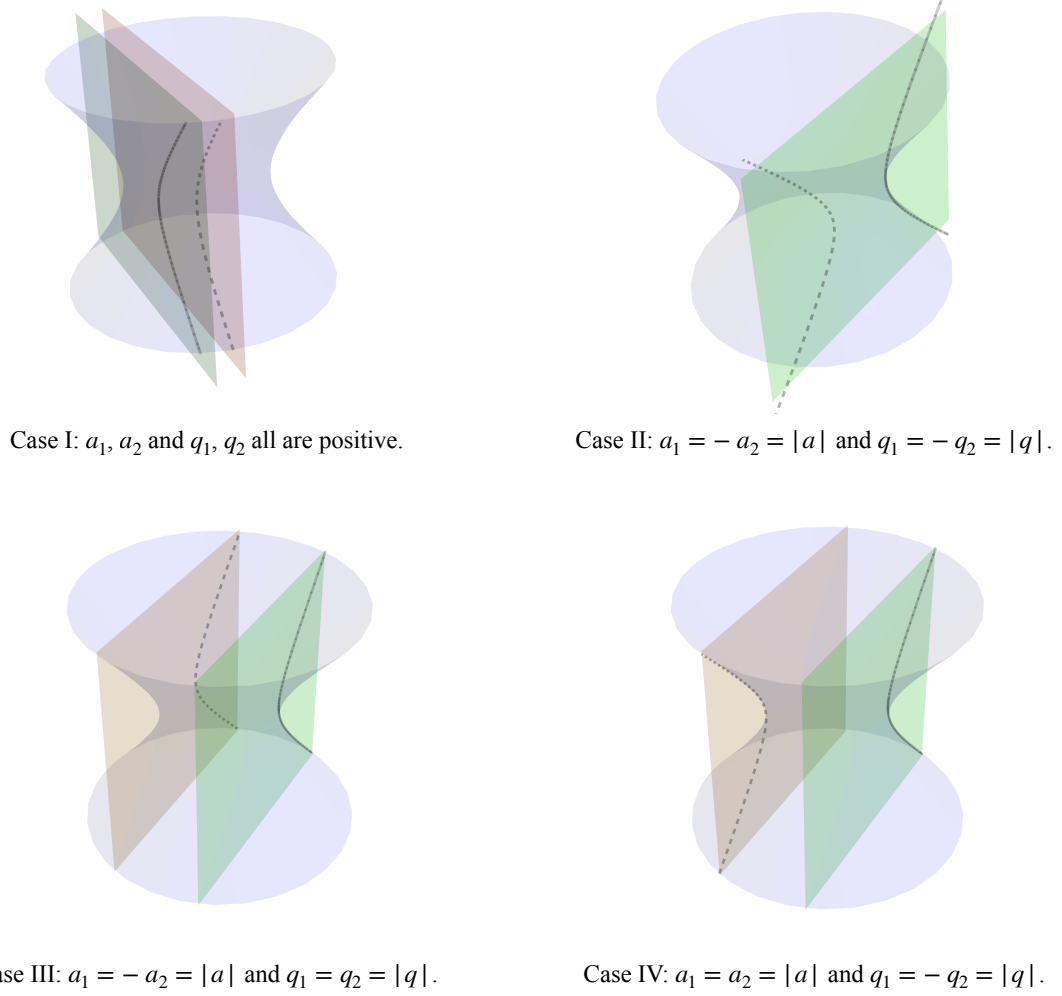 Case I: a₁, a₂ and q₁, q₂ all are positive.
Case II: a₁ = − a₂ = |a| and q₁ = − q₂ = |q|.
ase III: a₁ = − a₂ = |a| and q₁ = q₂ = |q|.
Case IV: a₁ = a₂ = |a| and q₁ = − q₂ = |q|.